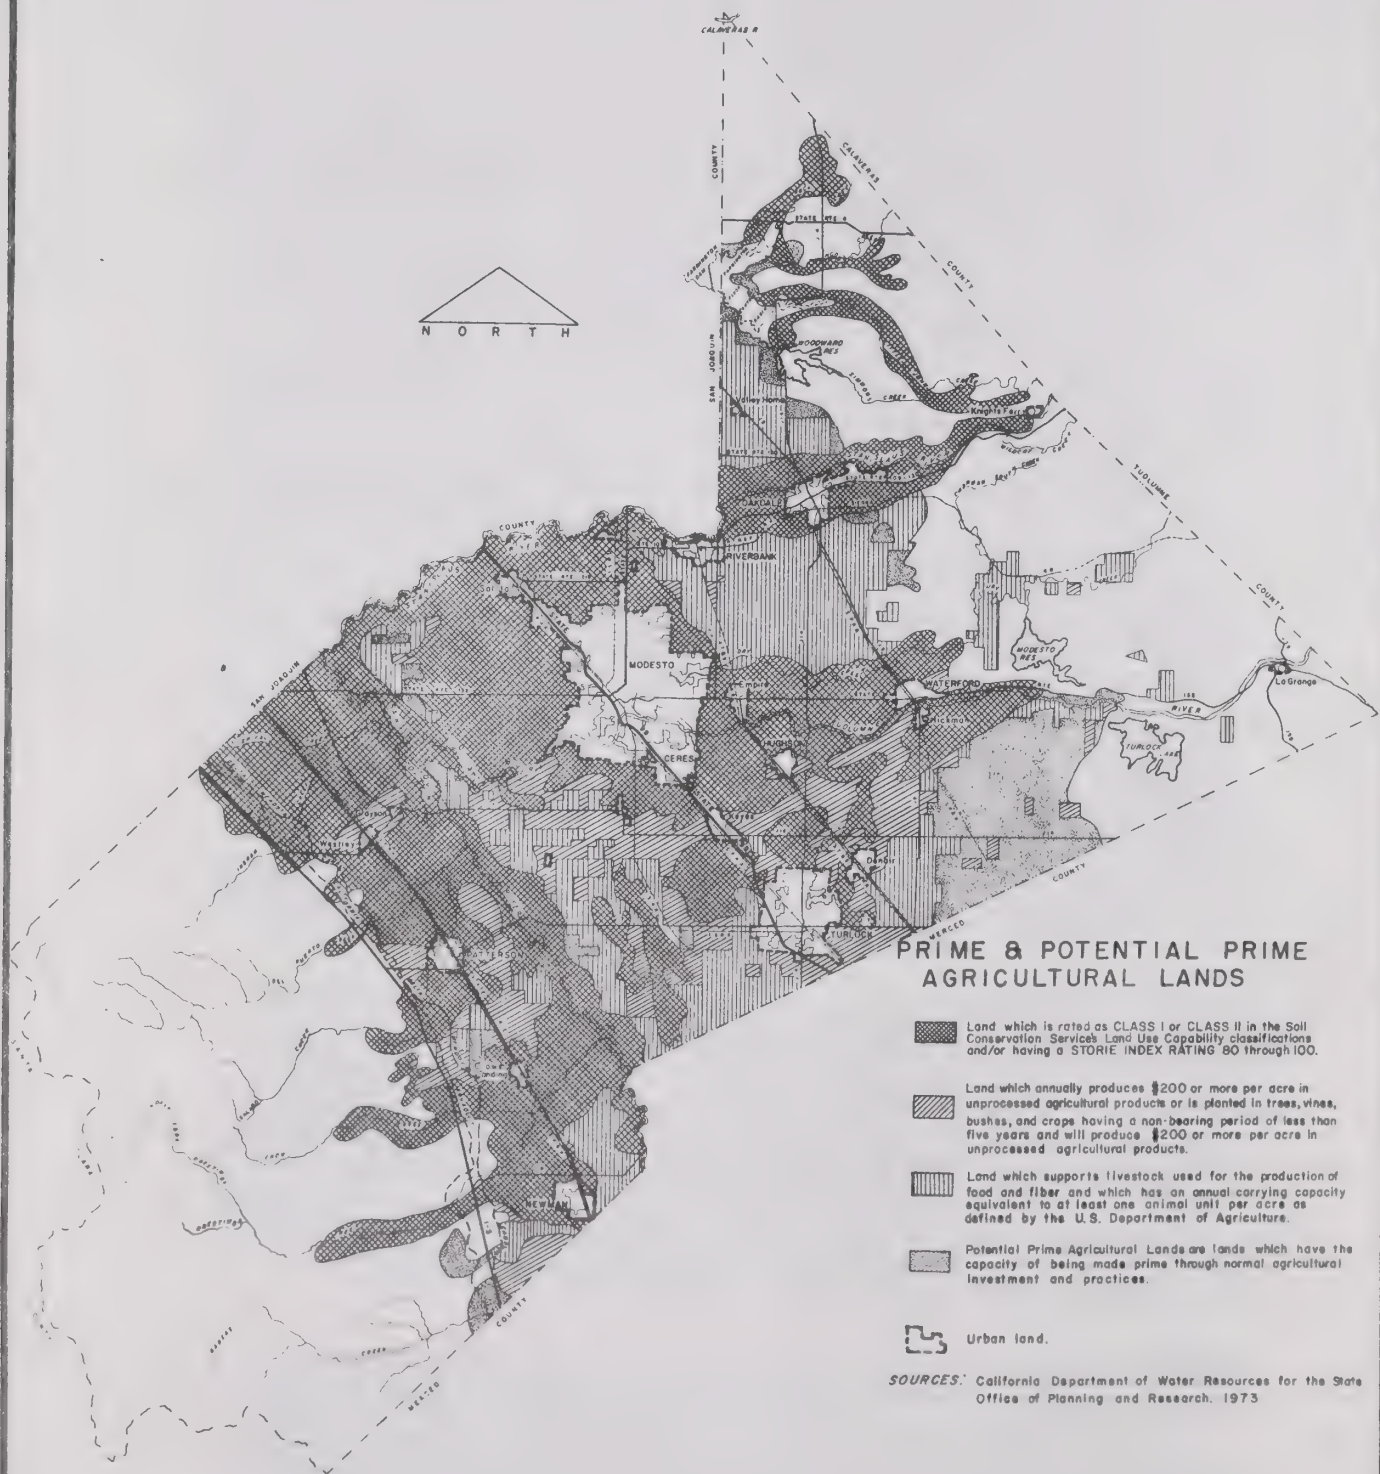 CALAVERAS R
COUNTY
CALAVERAS
STATE RTE 4
COUNTY
NORTH
SAN JOAQUIN
WOODWARD
RES
SIMMONS CREEK
Knights Ferry
TUOLUMNE
OAKDALE
COUNTY
RIVERBANK
COUNTY
MODESTO
RES
MODESTO
SAN JOAQUIN
Empire
WATERFORD
La Grange
RIVER
Hickman
TURLOCK LAKE
HUGHSON
CERES
Keyes
Grayson
Westley
Denair
COUNTY
MERCED
TURLOCK
PATTERSON
PRIME & POTENTIAL PRIME
AGRICULTURAL LANDS
Land which is rated as CLASS I or CLASS II in the Soil
Conservation Service's Land Use Capability classifications
and/or having a STORIE INDEX RATING 80 through 100.
Land which annually produces $200 or more per acre in
unprocessed agricultural products or is planted in trees, vines,
bushes, and crops having a non-bearing period of less than
five years and will produce $200 or more per acre in
unprocessed agricultural products.
Land which supports livestock used for the production of
food and fiber and which has an annual carrying capacity
equivalent to at least one animal unit per acre as
defined by the U.S. Department of Agriculture.
Potential Prime Agricultural Lands are lands which have the
capacity of being made prime through normal agricultural
investment and practices.
NEWMAN
Urban land.
SOURCES: California Department of Water Resources for the State
Office of Planning and Research. 1973
COUNTY
CREEK
MERCED